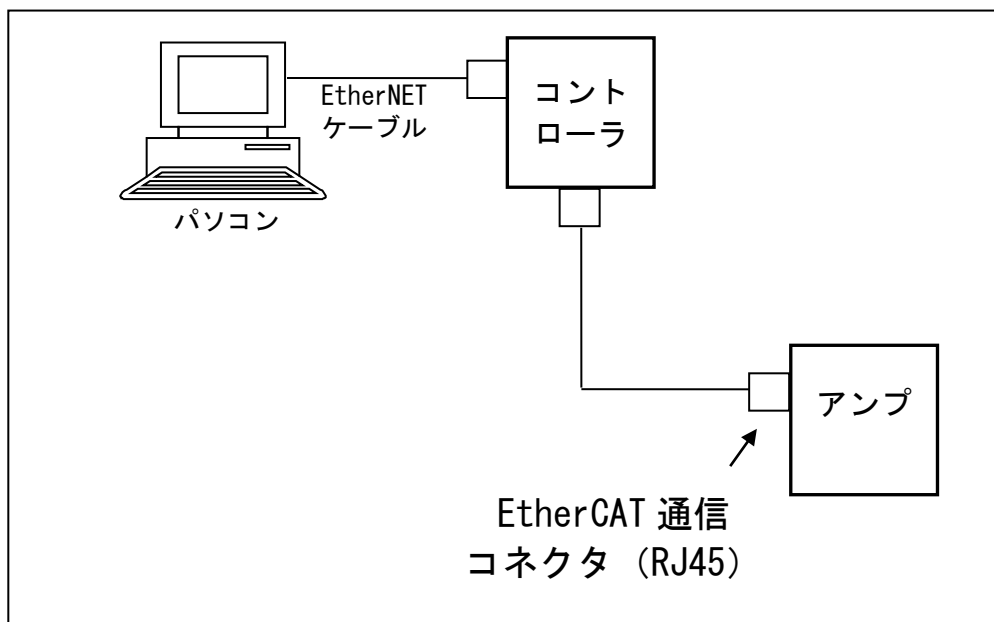 EtherNET
ケーブル
コント
ローラ
パソコン
アンプ
EtherCAT 通信
コネクタ（RJ45）